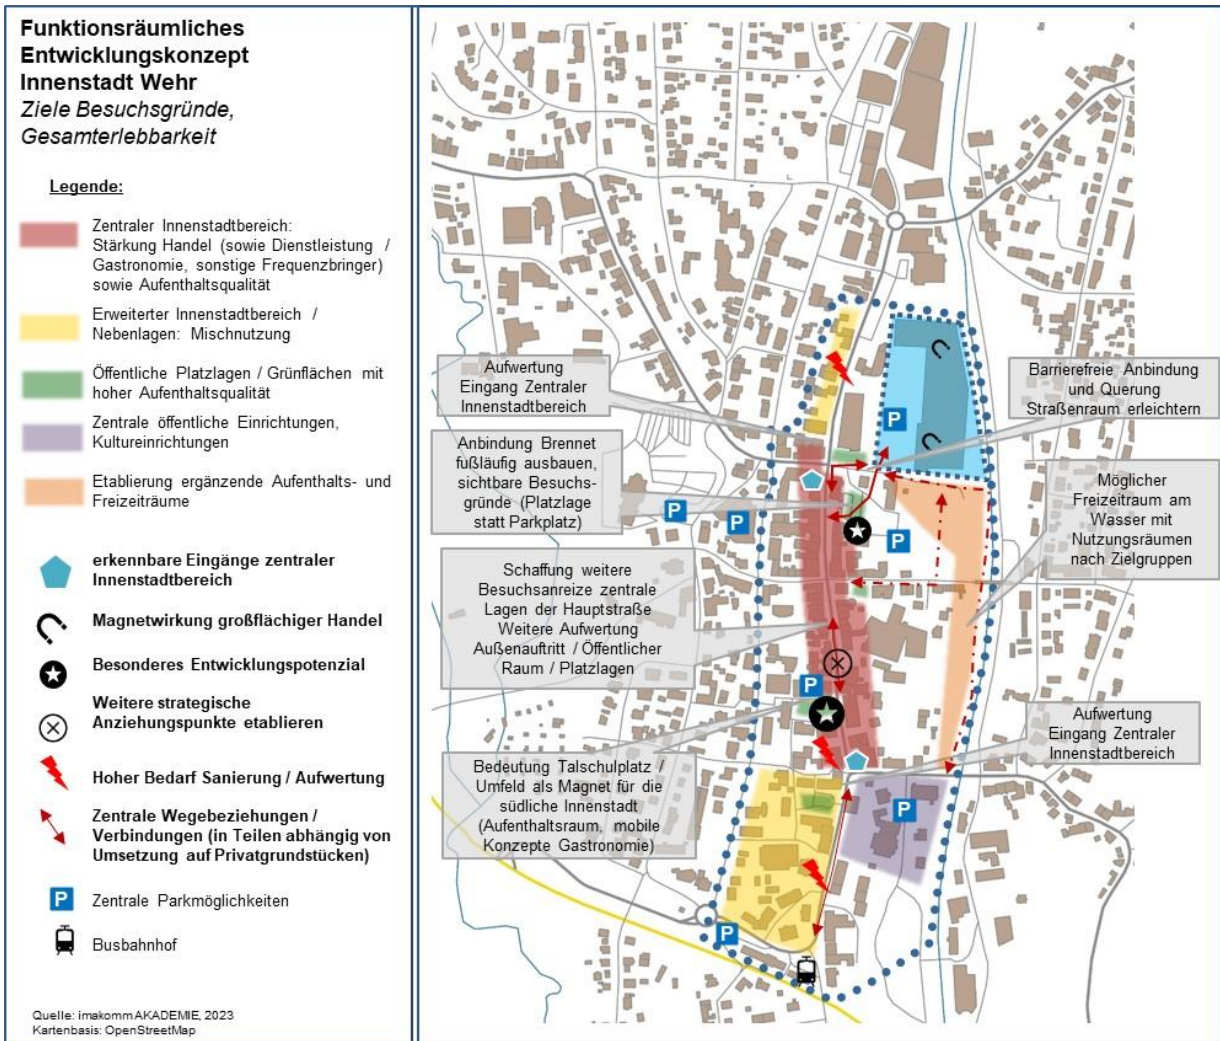 Funktionsräumliches
Entwicklungskonzept
Innenstadt Wehr
Ziele Besuchsgründe,
Gesamterlebbarkeit
Legende:
Zentraler Innenstadtbereich:
Stärkung Handel (sowie Dienstleistung /
Gastronomie, sonstige Frequenzbringer)
sowie Aufenthaltsqualität
Erweiterter Innenstadtbereich /
Nebenlagen: Mischnutzung
Öffentliche Platzlagen / Grünflächen mit
hoher Aufenthaltsqualität
Zentrale öffentliche Einrichtungen,
Kultureinrichtungen
Etablierung ergänzende Aufenthalts- und
Freizeiträume
erkennbare Eingänge zentraler
Innenstadtbereich
Magnetwirkung großflächiger Handel
Besonderes Entwicklungspotenzial
Weitere strategische
Anziehungspunkte etablieren
Hoher Bedarf Sanierung / Aufwertung
Zentrale Wegebeziehungen /
Verbindungen (in Teilen abhängig von
Umsetzung auf Privatgrundstücken)
P
Zentrale Parkmöglichkeiten
Busbahnhof
Quelle: imakomm AKADEMIE, 2023
Kartenbasis: OpenStreetMap
Aufwertung
Eingang Zentraler
Innenstadtbereich
Barrierefreie Anbindung
und Querung
Straßenraum erleichtern
P
Anbindung Brennet
fußläufig ausbauen,
sichtbare Besuchs-
gründe (Platzlage
statt Parkplatz)
Möglicher
Freizeitraum am
Wasser mit
Nutzungsräumen
nach Zielgruppen
P
P
P
Schaffung weitere
Besuchsanreize zentrale
Lagen der Hauptstraße
Weitere Aufwertung
Außenauftritt / Öffentlicher
Raum / Platzlagen
P
Aufwertung
Eingang Zentraler
Innenstadtbereich
Bedeutung Talschulplatz /
Umfeld als Magnet für die
südliche Innenstadt
(Aufenthaltsraum, mobile
Konzepte Gastronomie)
P
P